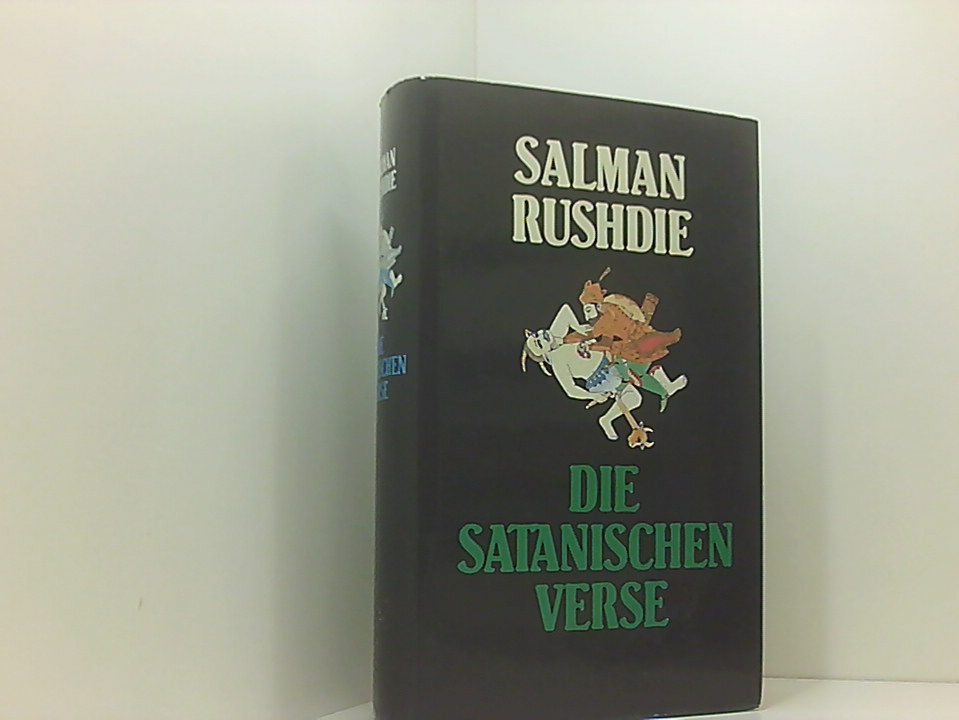 SALMAN
RUSHDIE
DIE
SATANISCHEN
VERSE